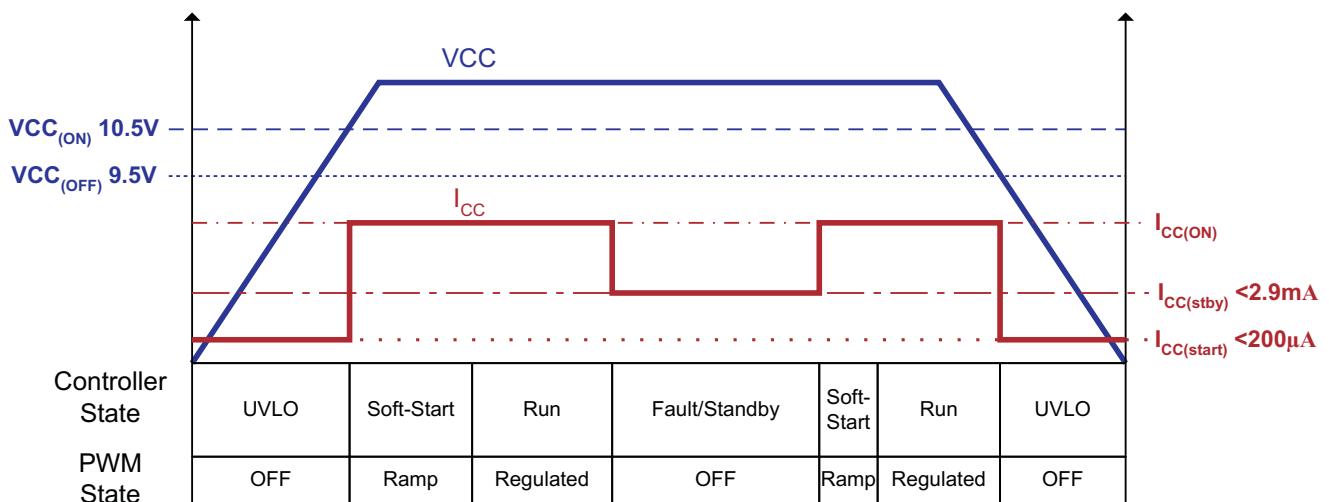 VCC
VCC(ON) 10.5V
VCC(OFF) 9.5V
ICC
ICC(ON)
ICC(stby) <2.9mA
ICC(start) <200µA
Controller
State
UVLO
Soft-Start
Run
Fault/Standby
Soft-
Start
Run
UVLO
PWM
State
OFF
Ramp
Regulated
OFF
Ramp
Regulated
OFF